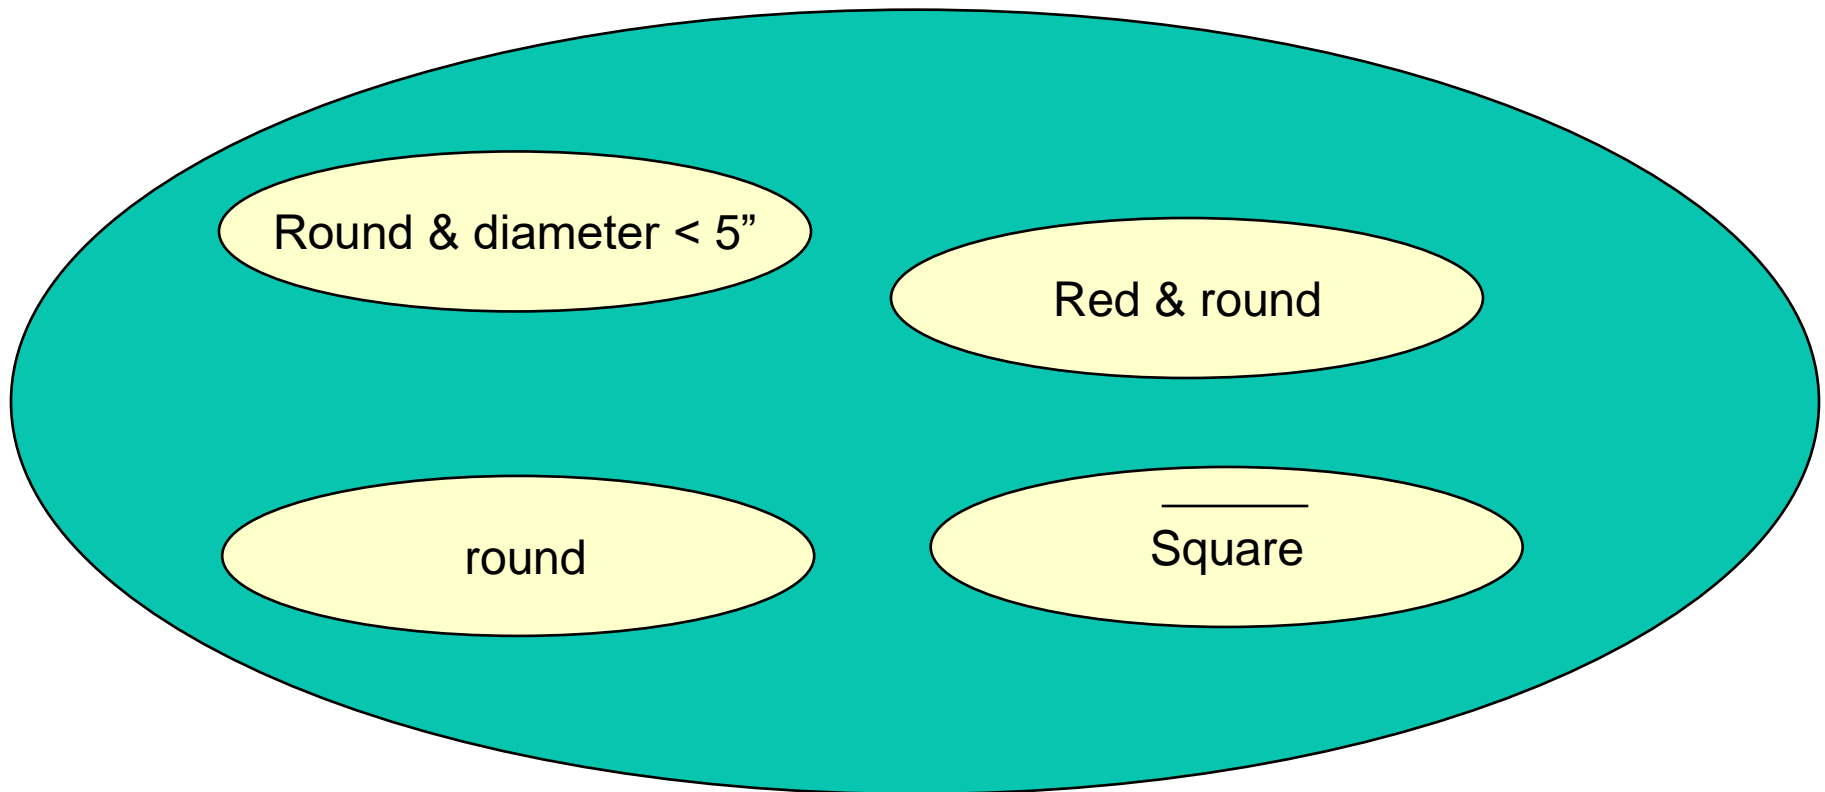 Round & diameter < 5”
Red & round
round
Square